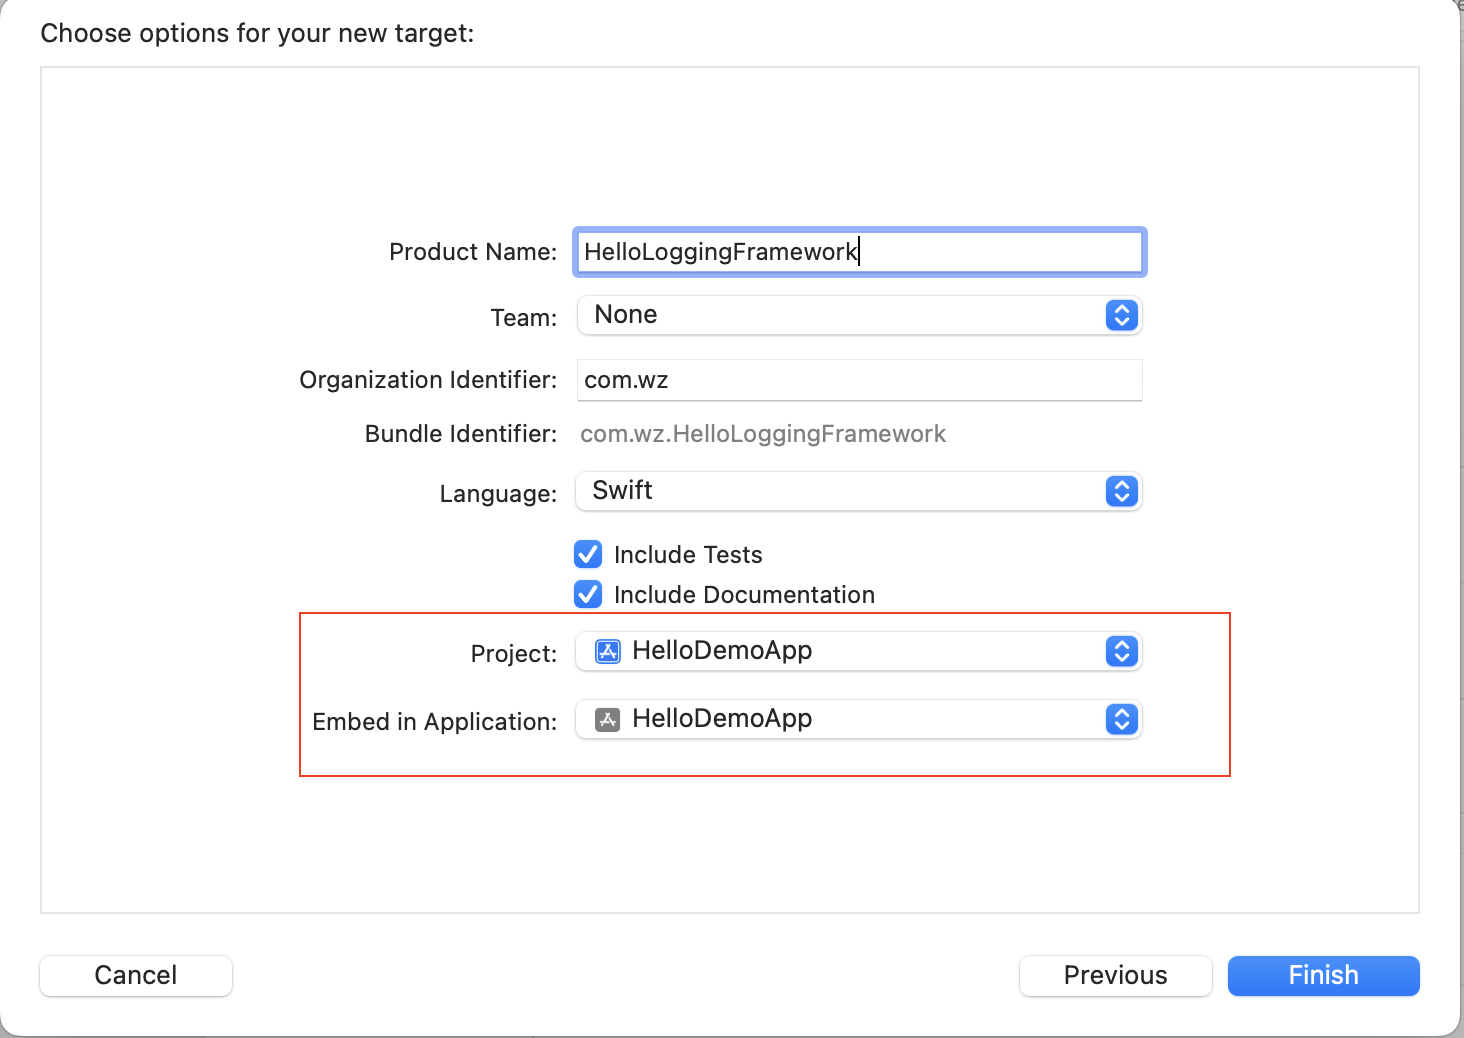 Choose options for your new target:
Product Name: HelloLoggingFramework
Team: None
Organization Identifier: com.wz
Bundle Identifier: com.wz.HelloLoggingFramework
Language: Swift
Include Tests
Include Documentation
Project: HelloDemoApp
Embed in Application: HelloDemoApp
Cancel Previous Finish